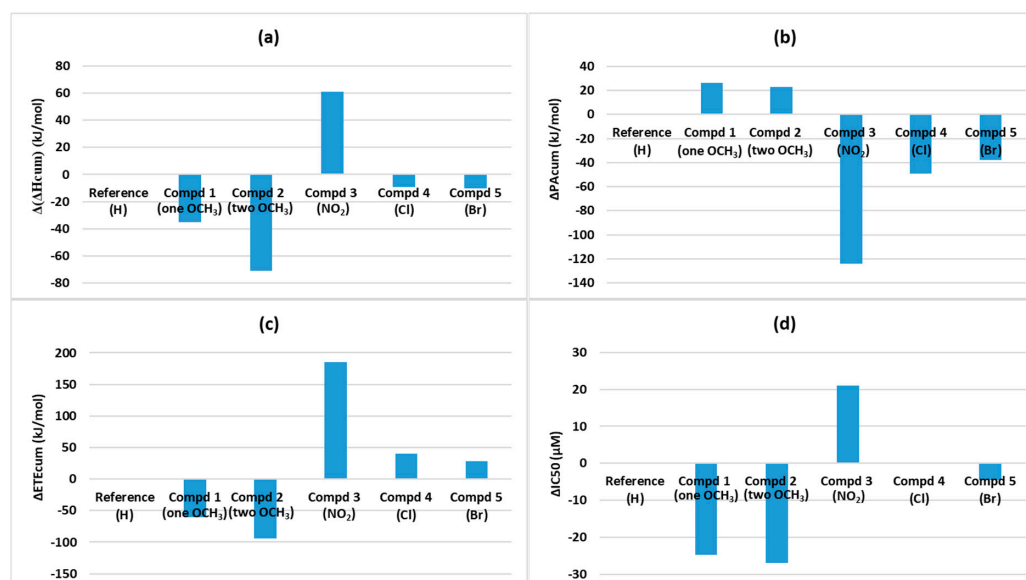 (a)
Δ(ΔHcum) (kJ/mol)
80
60
40
20
0
-20
-40
-60
-80
Reference (H)
Compd 1 (one OCH₃)
Compd 2 (two OCH₃)
Compd 3 (NO₂)
Compd 4 (Cl)
Compd 5 (Br)
(b)
ΔPAcum (kJ/mol)
40
20
0
-20
-40
-60
-80
-100
-120
-140
Reference (H)
Compd 1 (one OCH₃)
Compd 2 (two OCH₃)
Compd 3 (NO₂)
Compd 4 (Cl)
Compd 5 (Br)
(c)
ΔETEcum (kJ/mol)
200
150
100
50
0
-50
-100
-150
Reference (H)
Compd 1 (one OCH₃)
Compd 2 (two OCH₃)
Compd 3 (NO₂)
Compd 4 (Cl)
Compd 5 (Br)
(d)
ΔIC50 (μM)
30
20
10
0
-10
-20
-30
Reference (H)
Compd 1 (one OCH₃)
Compd 2 (two OCH₃)
Compd 3 (NO₂)
Compd 4 (Cl)
Compd 5 (Br)